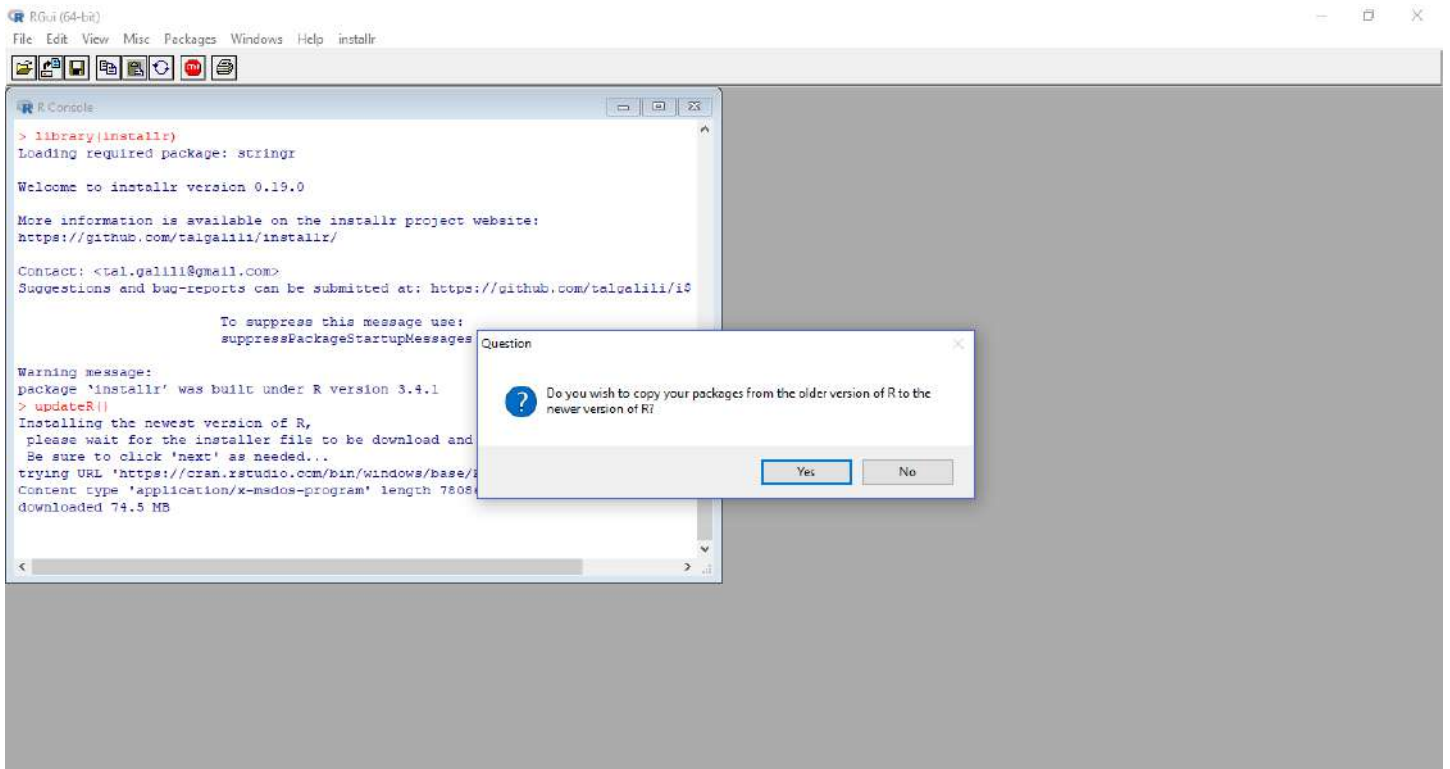 RGui (64-bit)
File Edit View Misc Packages Windows Help installr
R Console
> library(installr)
Loading required package: stringr
Welcome to installr version 0.19.0
More information is available on the installr project website:
https://github.com/talgalili/installr/
Contact: <tal.galili@gmail.com>
Suggestions and bug-reports can be submitted at: https://github.com/talgalili/i$
To suppress this message use:
suppressPackageStartupMessages
Warning message:
package ‘installr’ was built under R version 3.4.1
> updateR()
Installing the newest version of R,
please wait for the installer file to be download and
Be sure to click 'next' as needed...
trying URL 'https://cran.rstudio.com/bin/windows/base/
Content type 'application/x-msdos-program' length 7808
downloaded 74.5 MB
Question
Do you wish to copy your packages from the older version of R to the
newer version of R?
Yes No